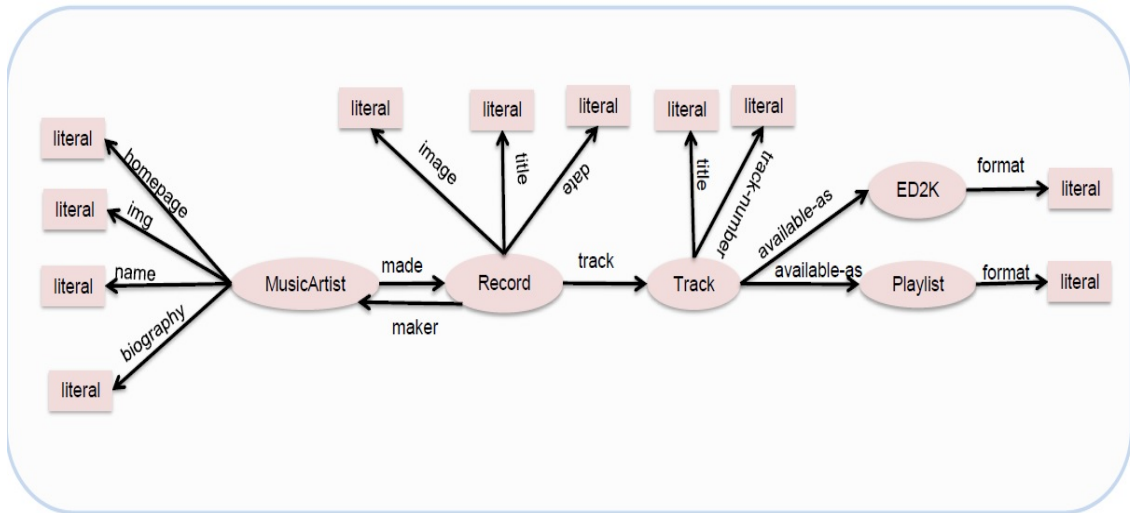 literal
literal
literal
literal
literal
literal
homepage
image
title
date
title
track-number
literal
img
available-as
ED2K
format
literal
literal
name
MusicArtist
made
Record
track
Track
available-as
Playlist
format
literal
maker
biography
literal